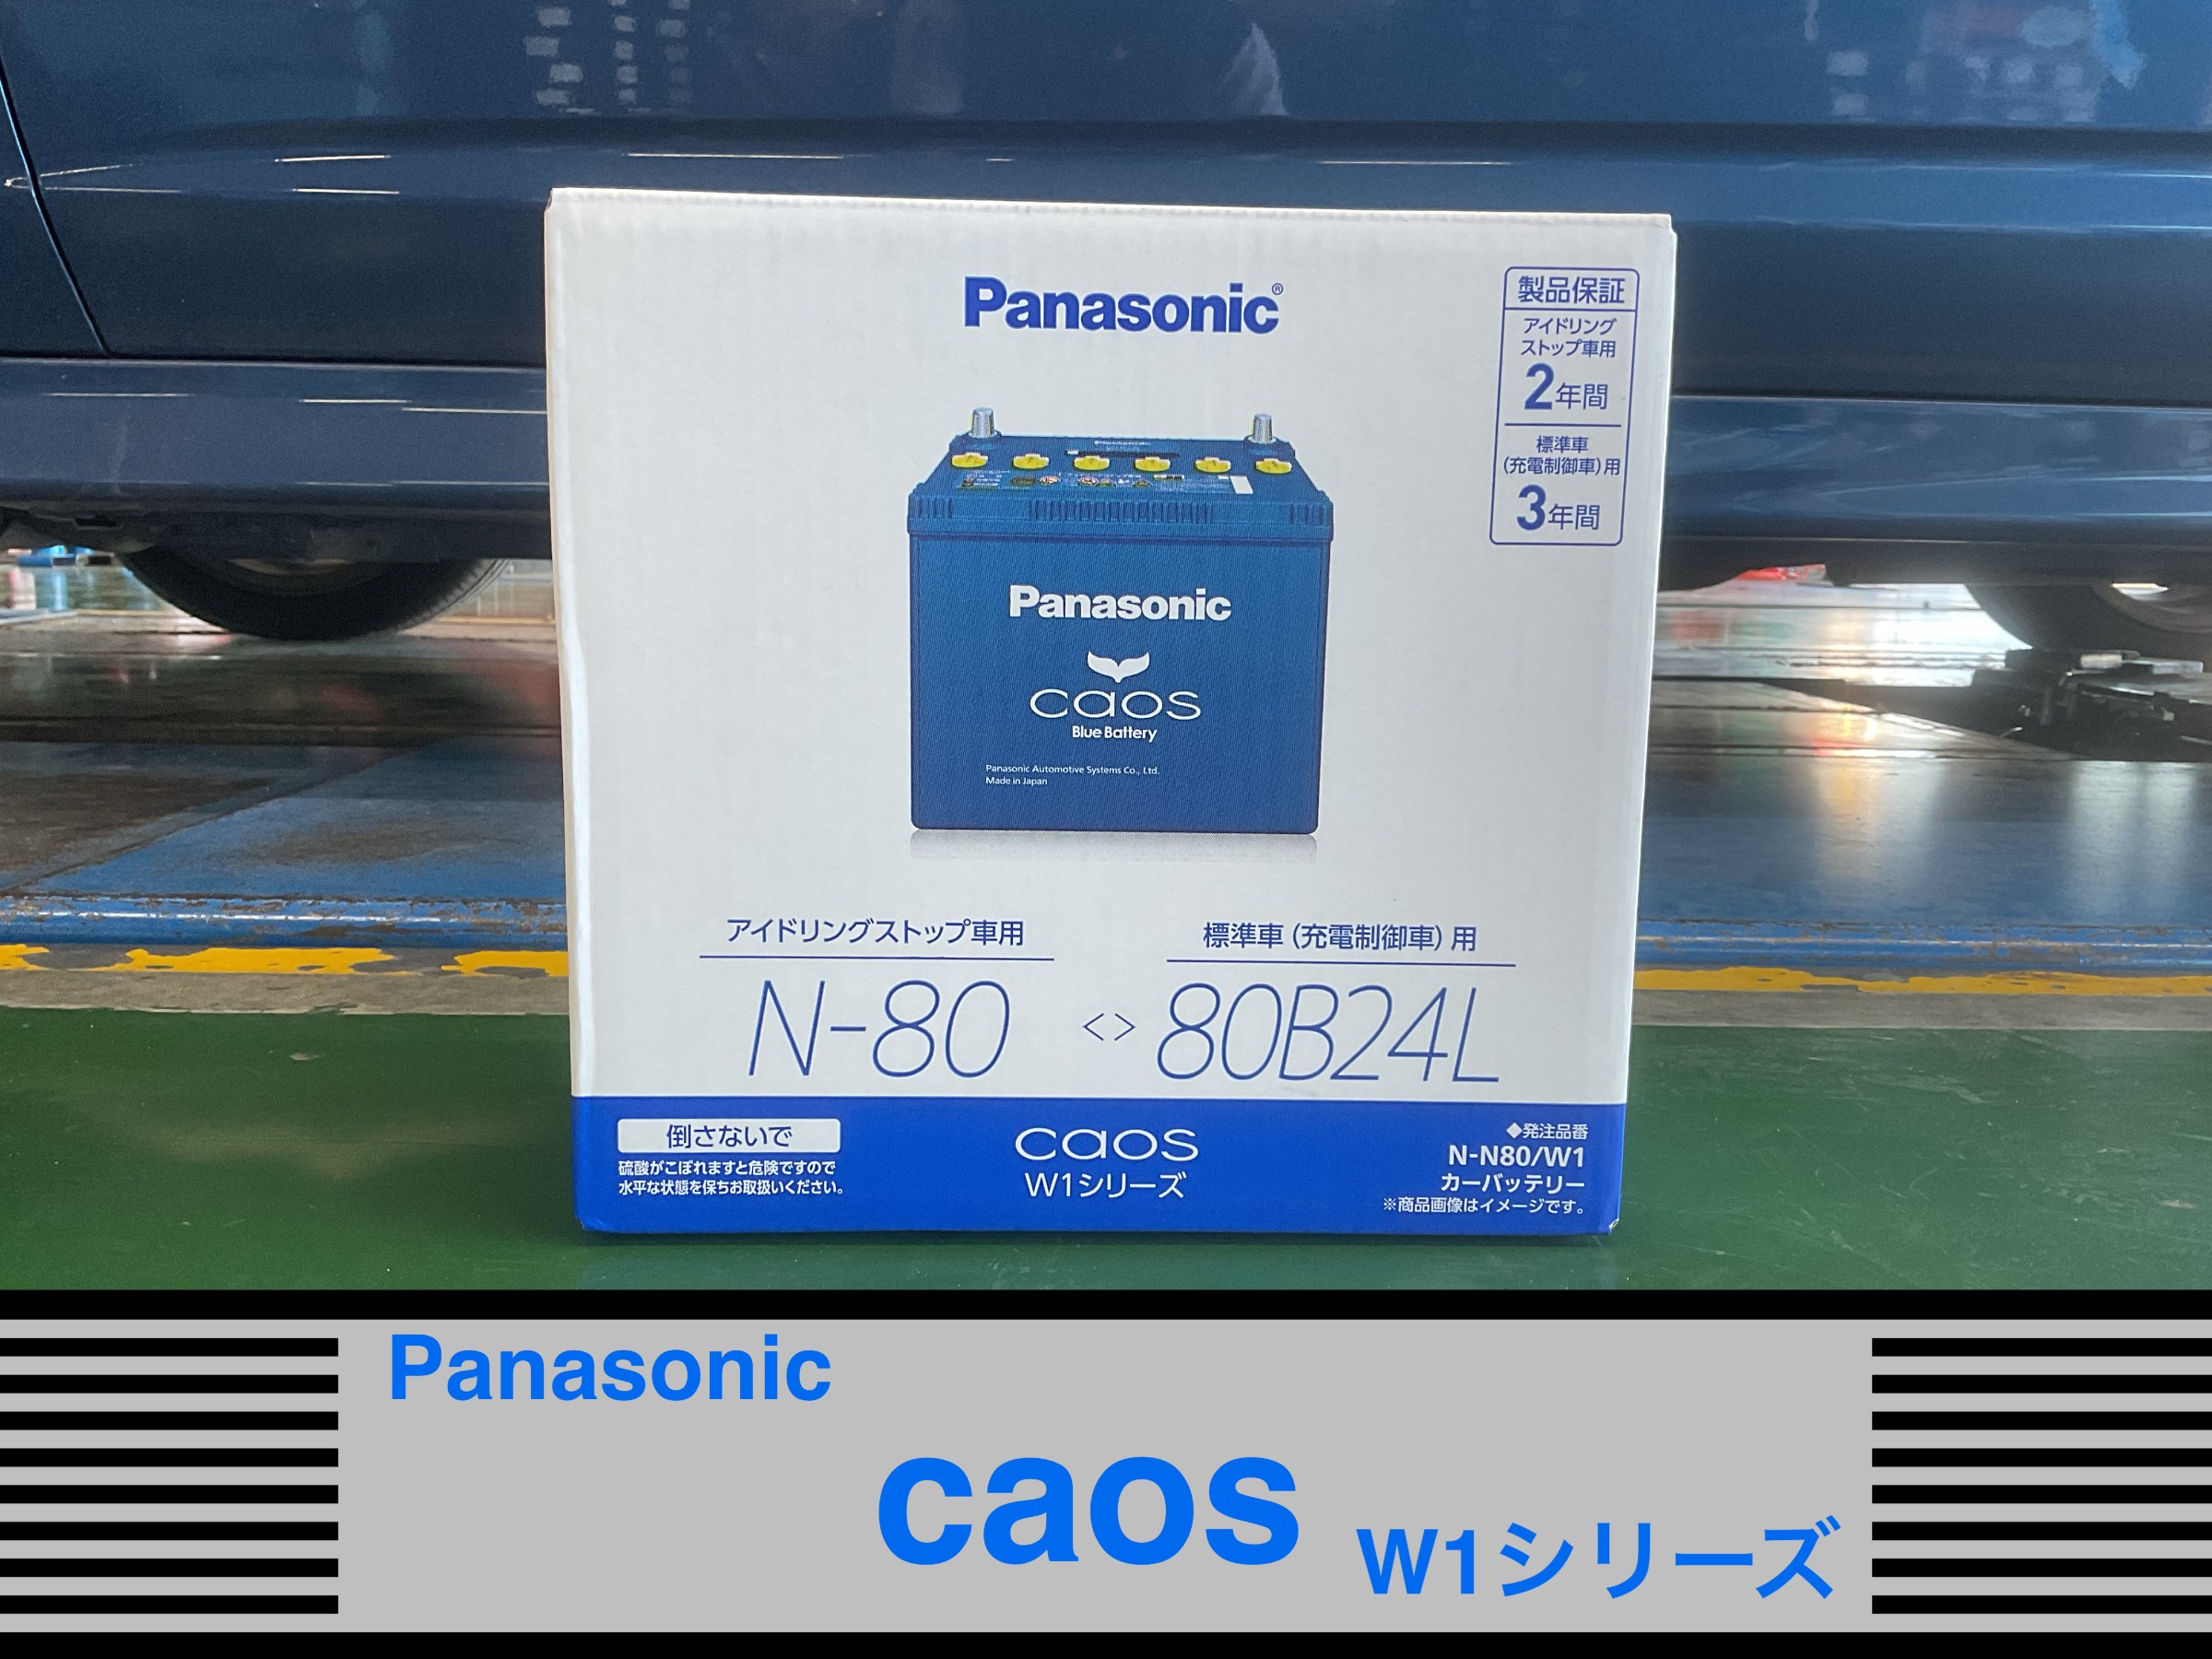 Panasonic®
製品保証
アイドリング
ストップ車用
2年間
標準車
(充電制御車)用
3年間
Panasonic
caos
Blue Battery
Panasonic Automotive Systems Co., Ltd.
Made in Japan
アイドリングストップ車用
標準車(充電制御車)用
N-80 <> 80B24L
倒さないで
硫酸がこぼれますと危険ですので
水平な状態を保ちお取扱いください。
caos
W1シリーズ
◆発注品番
N-N80/W1
カーバッテリー
※商品画像はイメージです。
Panasonic
caos
W1シリーズ